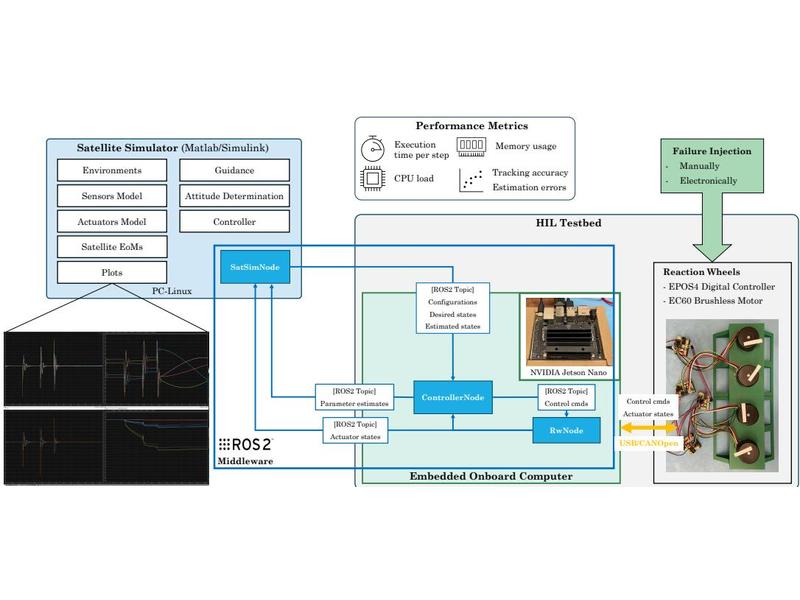 Satellite Simulator (Matlab/Simulink)
Environments
Sensors Model
Actuators Model
Satellite EoMs
Plots
Guidance
Attitude Determination
Controller
PC-Linux
Performance Metrics
Execution
time per step
Memory usage
CPU load
Tracking accuracy
Estimation errors
Failure Injection
- Manually
- Electronically
HIL Testbed
SatSimNode
[ROS2 Topic]
Configurations
Desired states
Estimated states
NVIDIA Jetson Nano
Reaction Wheels
- EPOS4 Digital Controller
- EC60 Brushless Motor
[ROS2 Topic]
Parameter estimates
ControllerNode
[ROS2 Topic]
Control cmds
[ROS2 Topic]
Actuator states
RwNode
Control cmds
Actuator states
USB/CANOpen
ROS2
Middleware
Embedded Onboard Computer